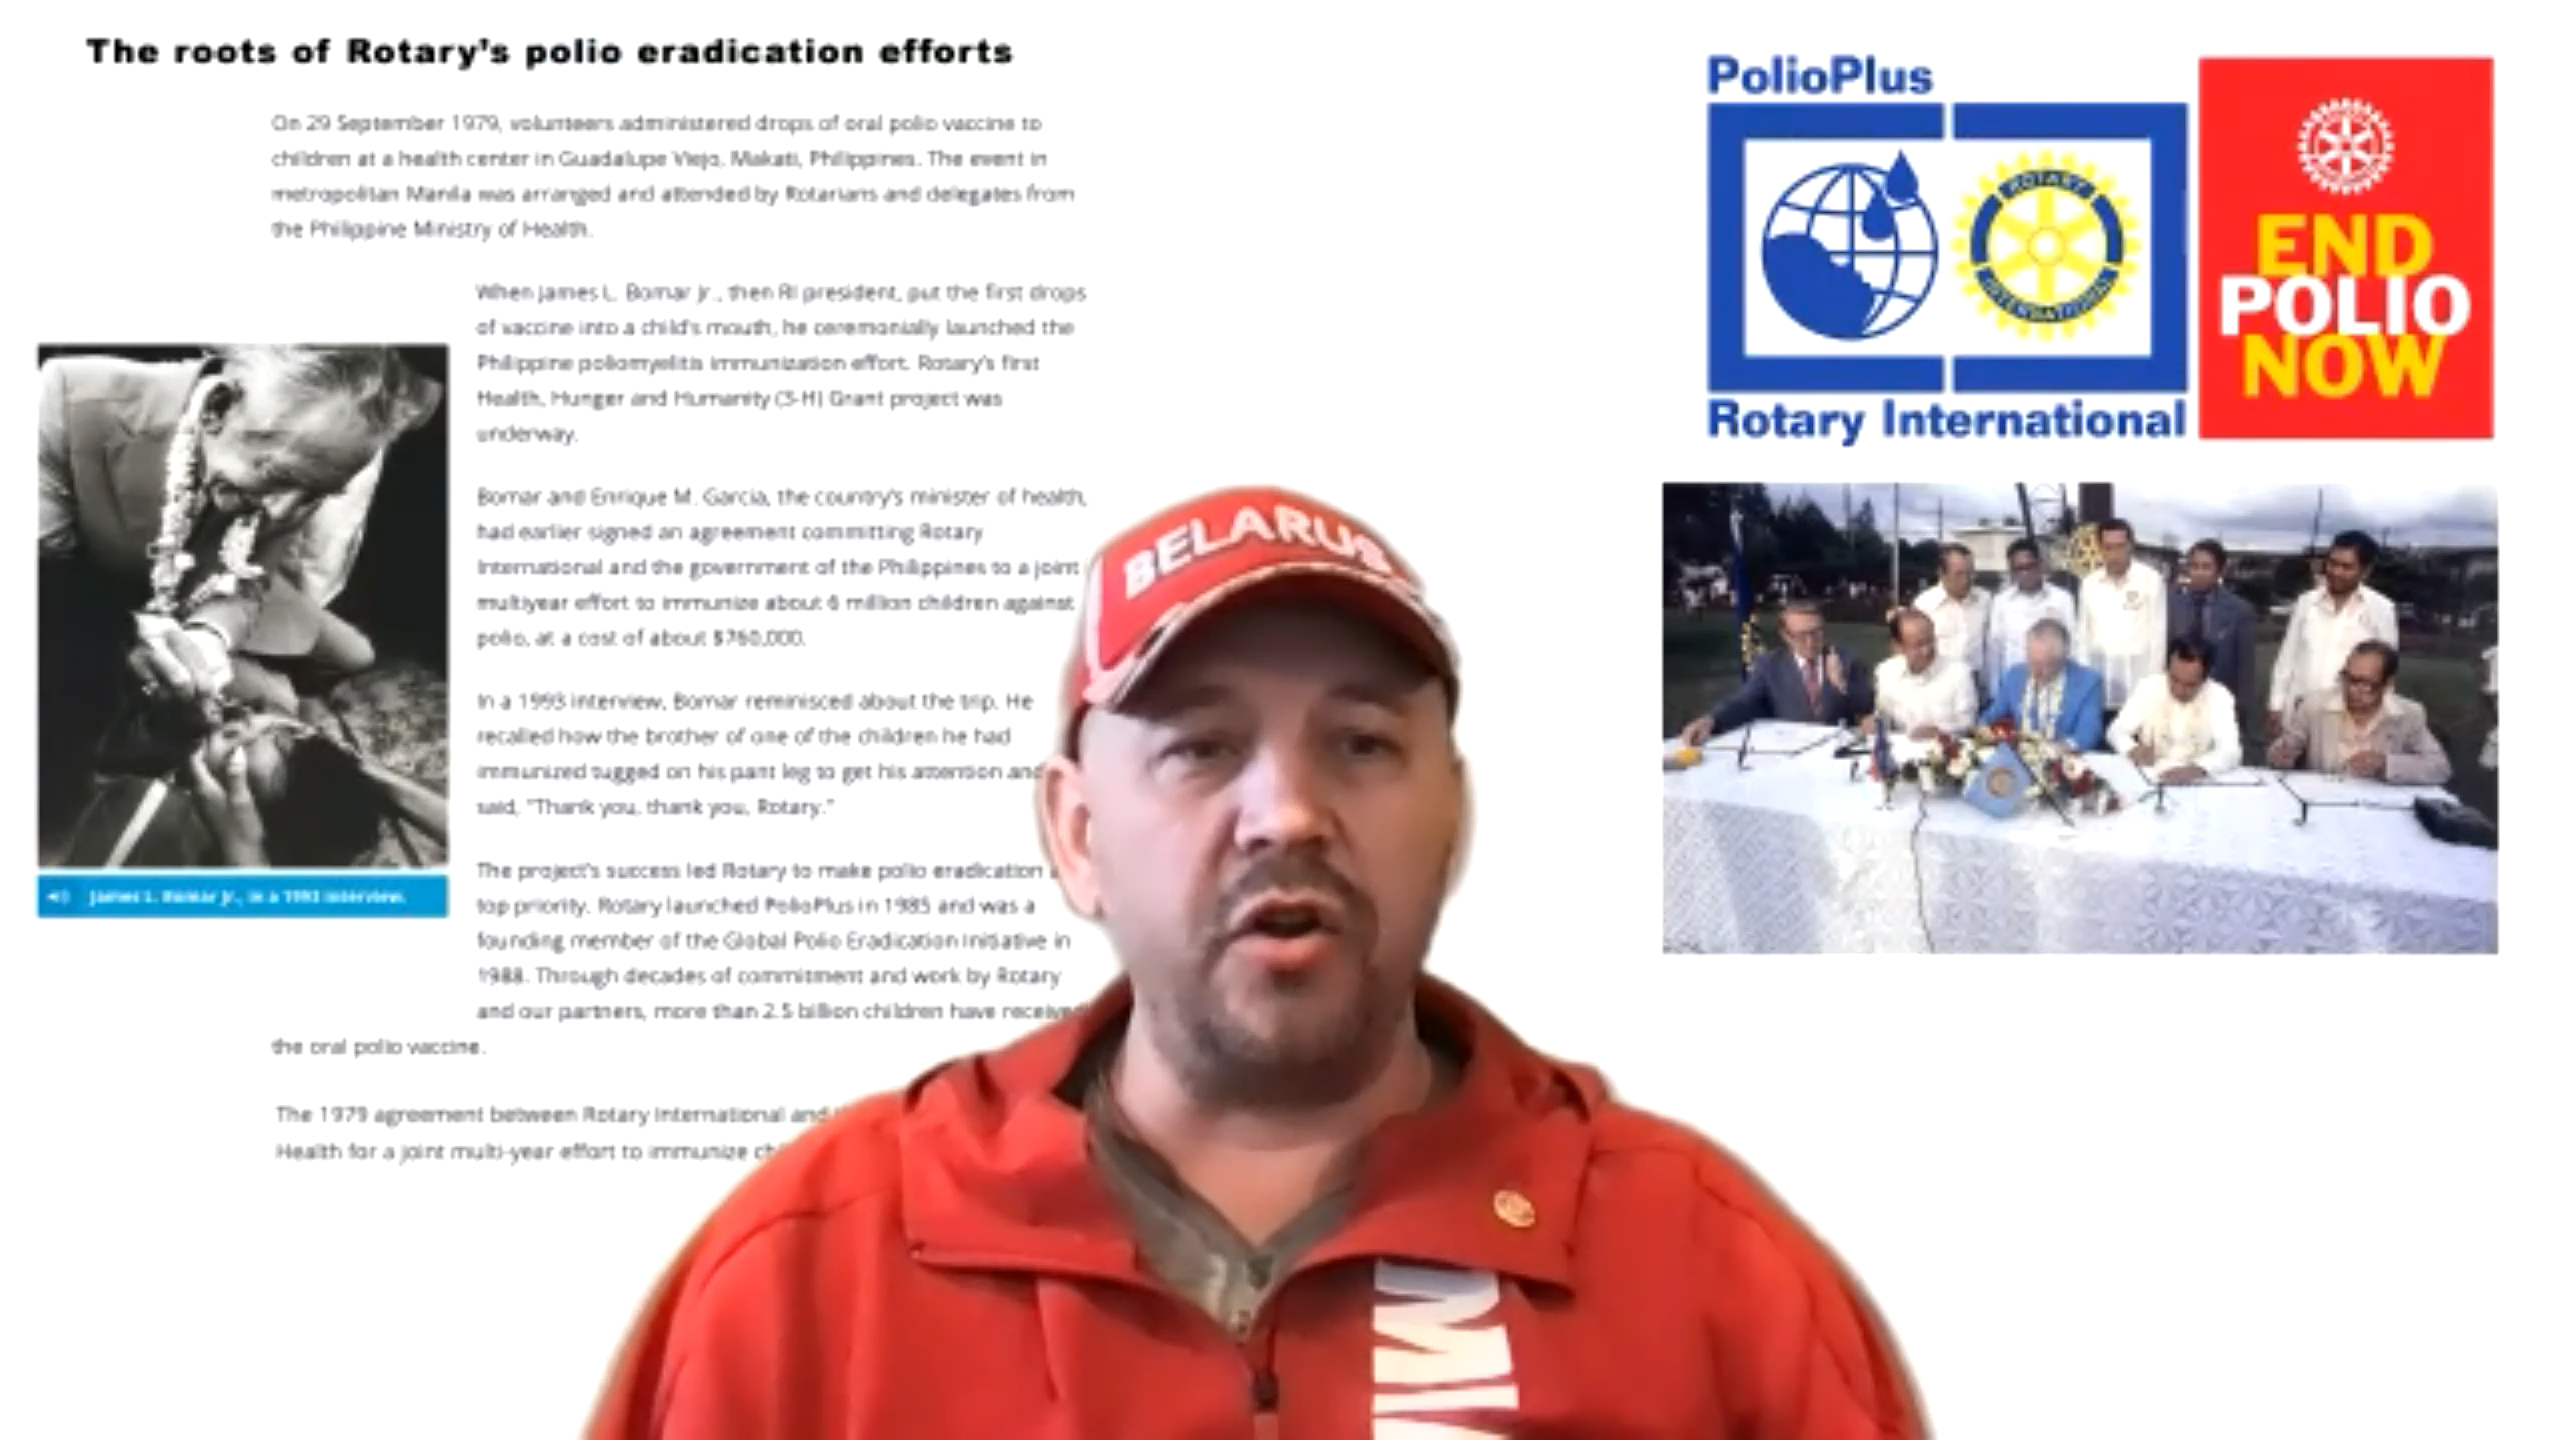 The roots of Rotary's polio eradication efforts
On 29 September 1979, volunteers administered drops of oral polio vaccine to
children at a health center in Guadalupe Viejo, Makati, Philippines. The event in
metropolitan Manila was arranged and attended by Rotarians and delegates from
the Philippine Ministry of Health.
When James L. Bomar Jr., then RI president, put the first drops
of vaccine into a child's mouth, he ceremonially launched the
Philippine poliomyelitis immunization effort. Rotary's first
Health, Hunger and Humanity (3-H) Grant project was
underway.
Bomar and Enrique M. Garcia, the country's minister of health,
had earlier signed an agreement committing Rotary
International and the government of the Philippines to a joint
multiyear effort to immunize about 6 million children against
polio, at a cost of about $760,000.
In a 1993 interview, Bomar reminisced about the trip. He
recalled how the brother of one of the children he had
immunized tugged on his pant leg to get his attention and
said, "Thank you, thank you, Rotary."
The project's success led Rotary to make polio eradication
top priority. Rotary launched PolioPlus in 1985 and was a
founding member of the Global Polio Eradication Initiative in
1988. Through decades of commitment and work by Rotary
and our partners, more than 2.5 billion children have received
the oral polio vaccine.
The 1979 agreement between Rotary International and
Health for a joint multi-year effort to immunize
James L. Bomar Jr., in a 1993 interview.
PolioPlus
ROTARY
INTERNATIONAL
Rotary International
END
POLIO
NOW
BELARUS